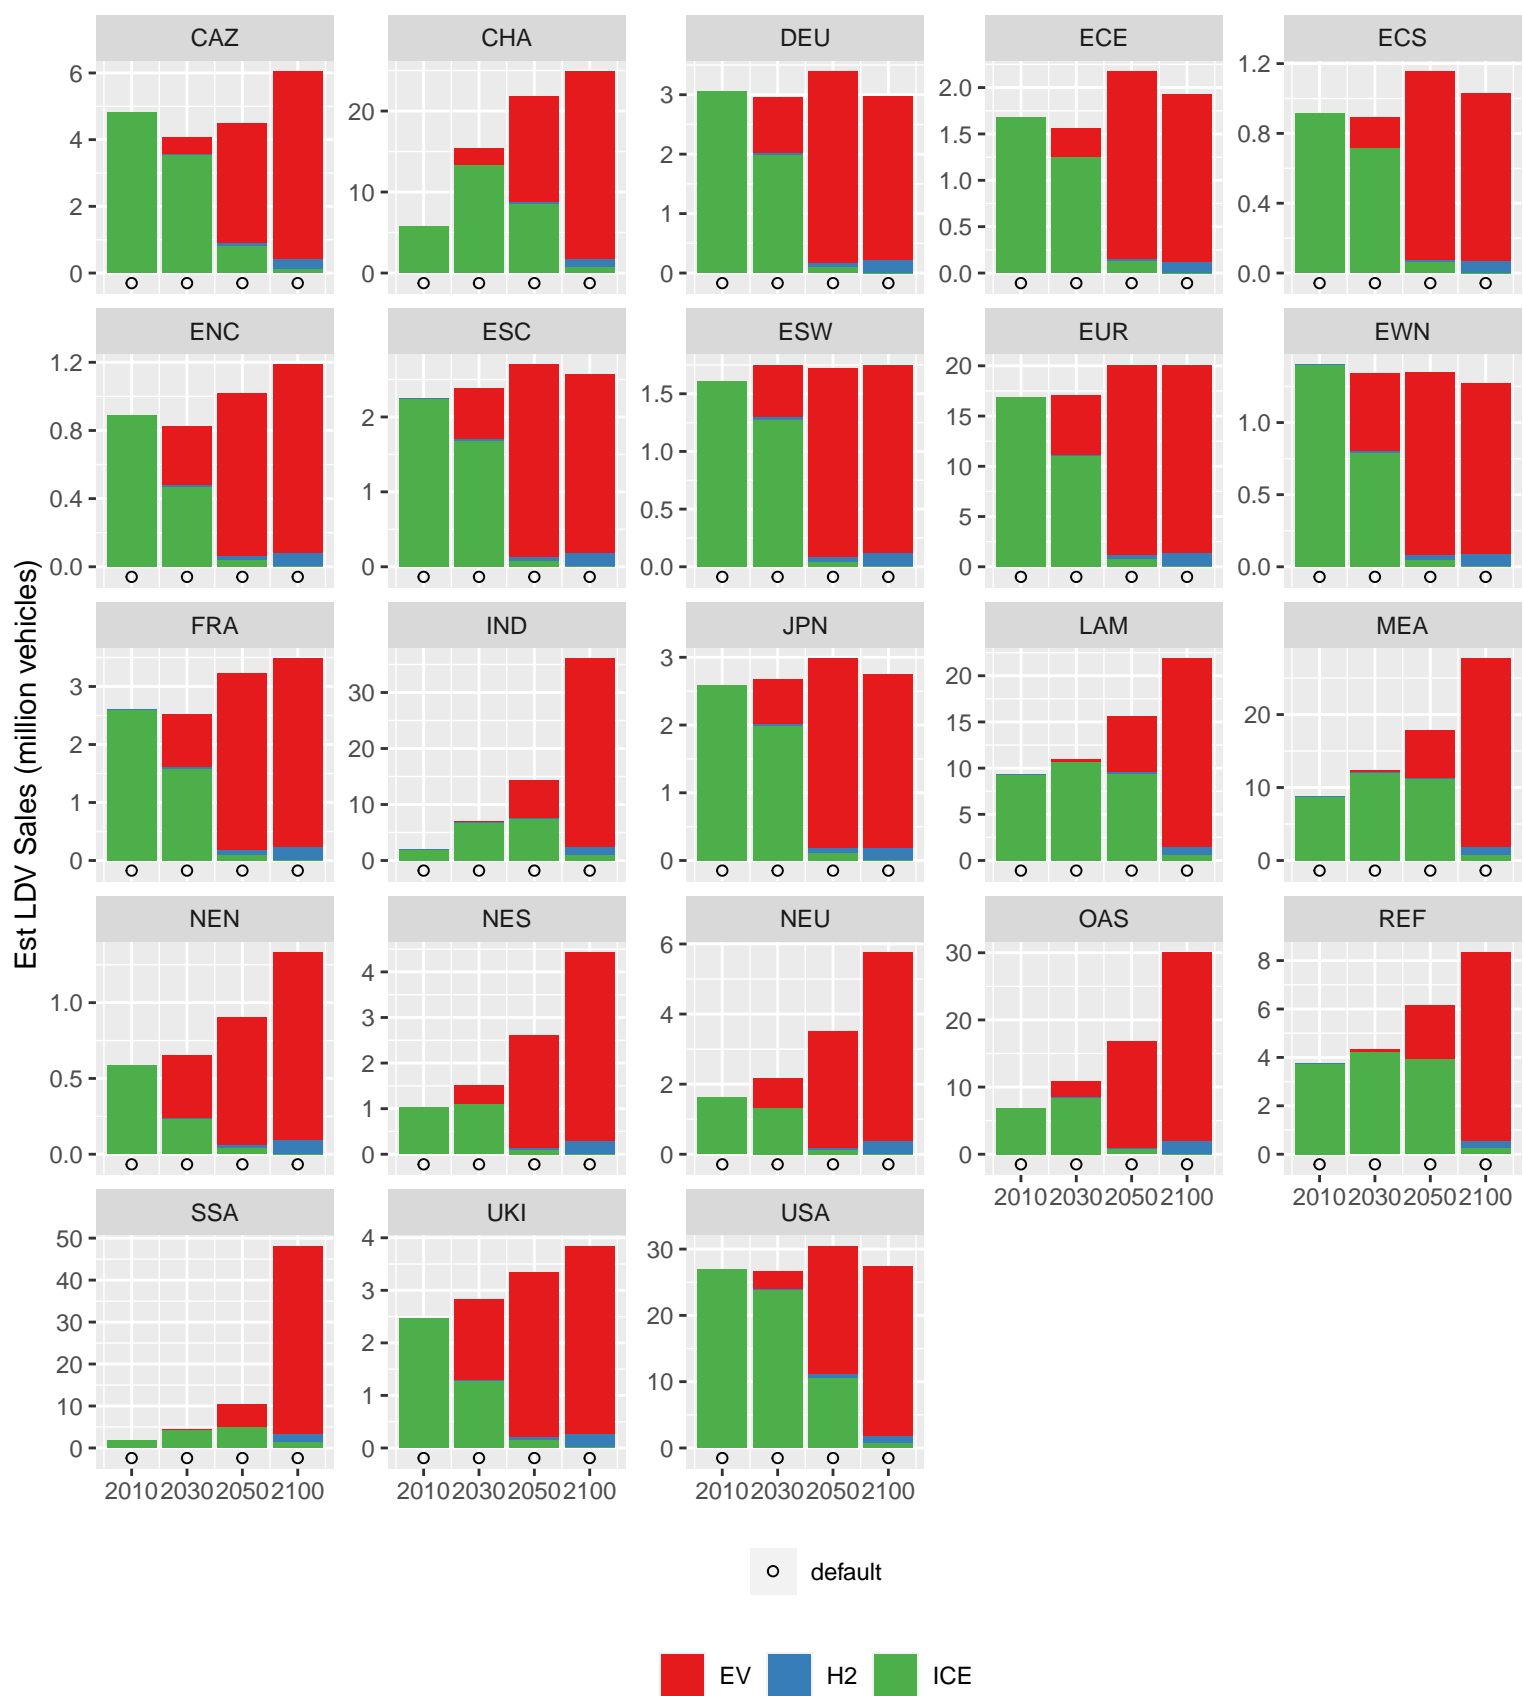 CAZ CHA DEU ECE ECS
6 20 3 2.0 1.2
4 10 2 1.5 0.8
2 0 1 1.0 0.4
0 0 0.5 0.0
0.0
ENC ESC ESW EUR EWN
1.2 2 1.5 20 1.0
0.8 1 1.0 15 0.5
0.4 0 0.5 10 0.0
0.0 0.0 5
0
Est LDV Sales (million vehicles)
FRA IND JPN LAM MEA
3 30 3 20 20
2 20 2 15 10
1 10 1 10 0
0 0 0 5
0
NEN NES NEU OAS REF
1.0 4 6 30 8
0.5 3 4 20 6
0.0 2 2 10 4
1 0 0 2
0 0
2010 2030 2050 2100 2010 2030 2050 2100
SSA UKI USA
50 4 30
40 3 20
30 2 10
20 1 0
10 0
0
2010 2030 2050 2100 2010 2030 2050 2100 2010 2030 2050 2100
default
EV H2 ICE